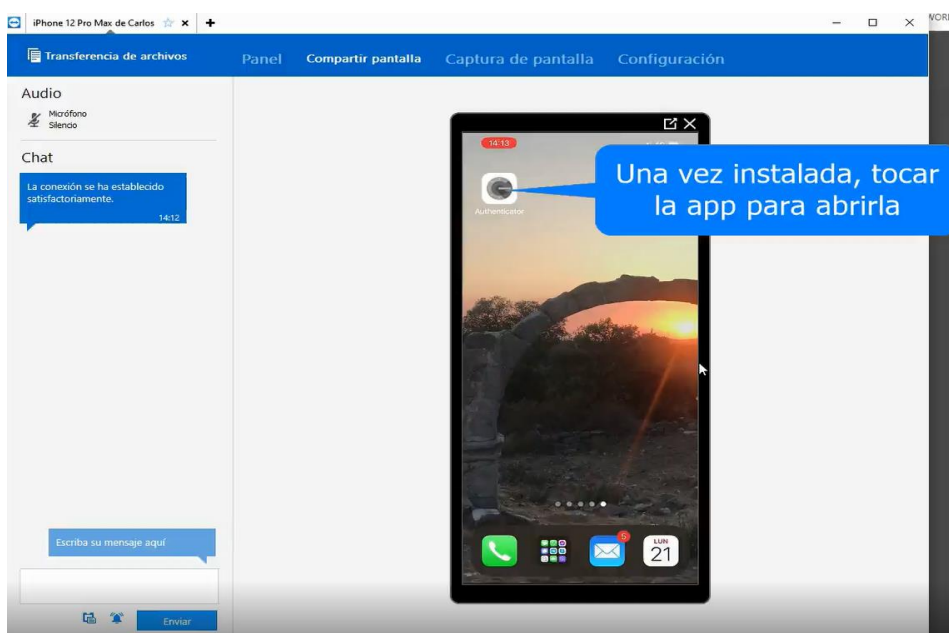 iPhone 12 Pro Max de Carlos
WOR
Transferencia de archivos
Panel
Compartir pantalla
Captura de pantalla
Configuración
Audio
Micrófono
Silencio
Chat
La conexión se ha establecido
satisfactoriamente.
14:12
14:13
Una vez instalada, tocar
la app para abrirla
Authenticator
5
LUN
21
Escriba su mensaje aquí
Enviar